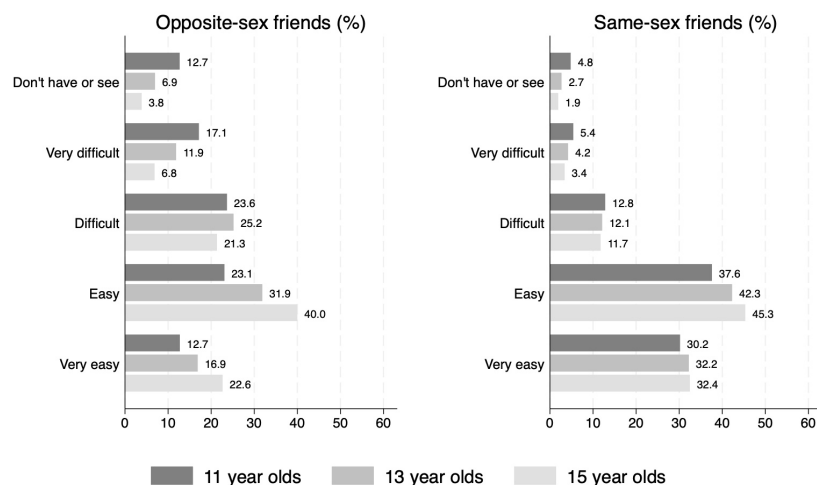 Opposite-sex friends (%)
Don't have or see
12.7
6.9
3.8
Very difficult
17.1
11.9
6.8
Difficult
23.6
25.2
21.3
Easy
23.1
31.9
40.0
Very easy
12.7
16.9
22.6
0 10 20 30 40 50 60
Same-sex friends (%)
Don't have or see
4.8
2.7
1.9
Very difficult
5.4
4.2
3.4
Difficult
12.8
12.1
11.7
Easy
37.6
42.3
45.3
Very easy
30.2
32.2
32.4
0 10 20 30 40 50 60
11 year olds 13 year olds 15 year olds